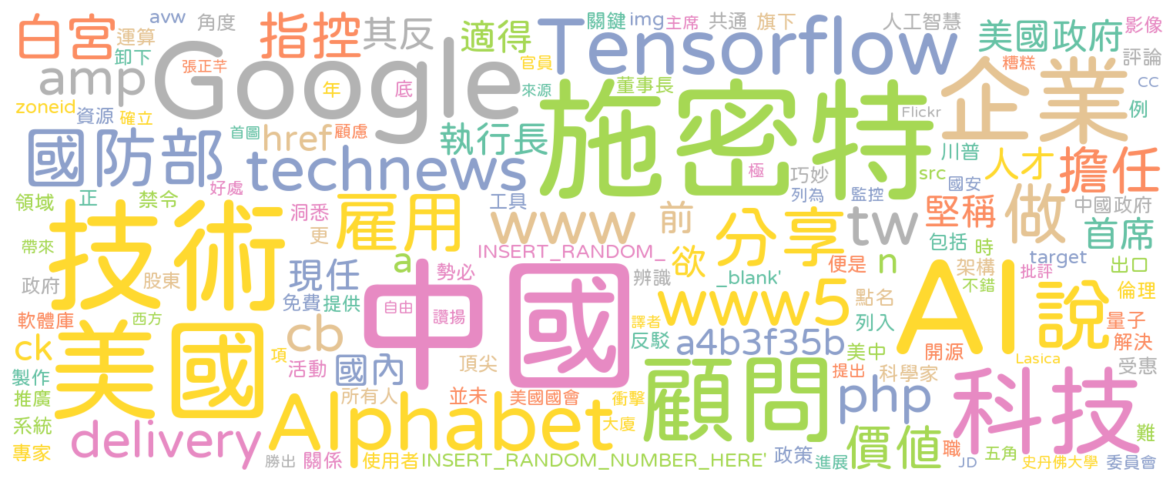 白宮
運算
avw
角度
卸下
指控
其反
適得
Tensorflow
關鍵
img
主席
共通
旗下
人工智慧
美國政府
影像
評論
糟糕
官員
來源
董事長
amp
張正芊
Google
年
底
zoneid
資源
確立
首圖
顧慮
href
執行長
施密特
企業
Flickr
cc
例
川普
人才
擔任
國防部
technews
好處
工具
極
巧妙
列為
監控
src
國安
中國政府
領域
正
禁令
洞悉
更
雇用
www
前
分享
tw
堅稱
做
首席
帶來
技術
現任
a
勢必
INSERT_RANDOM_
欲
_blank'
n
便是
包括
架構
時
target
出口
政府
股東
免費
提供
中國
自由
讚揚
辨識
www5
點名
不錯
批評
倫理
軟體庫
西方
ck
美國
cb
項
活動
國內
頂尖
譯者
反駁
a4b3f35b
列入
美中
AI
說
開源
量子
解決
Lasica
受惠
製作
推廣
所有人
並未
美國國會
衝擊
顧問
提出
科學家
php
科技
系統
專家
delivery
Alphabet
大廈
勝出
關係
使用者
INSERT_RANDOM_NUMBER_HERE'
政策
進展
價值
職
JD
五角
史丹佛大學
難
委員會